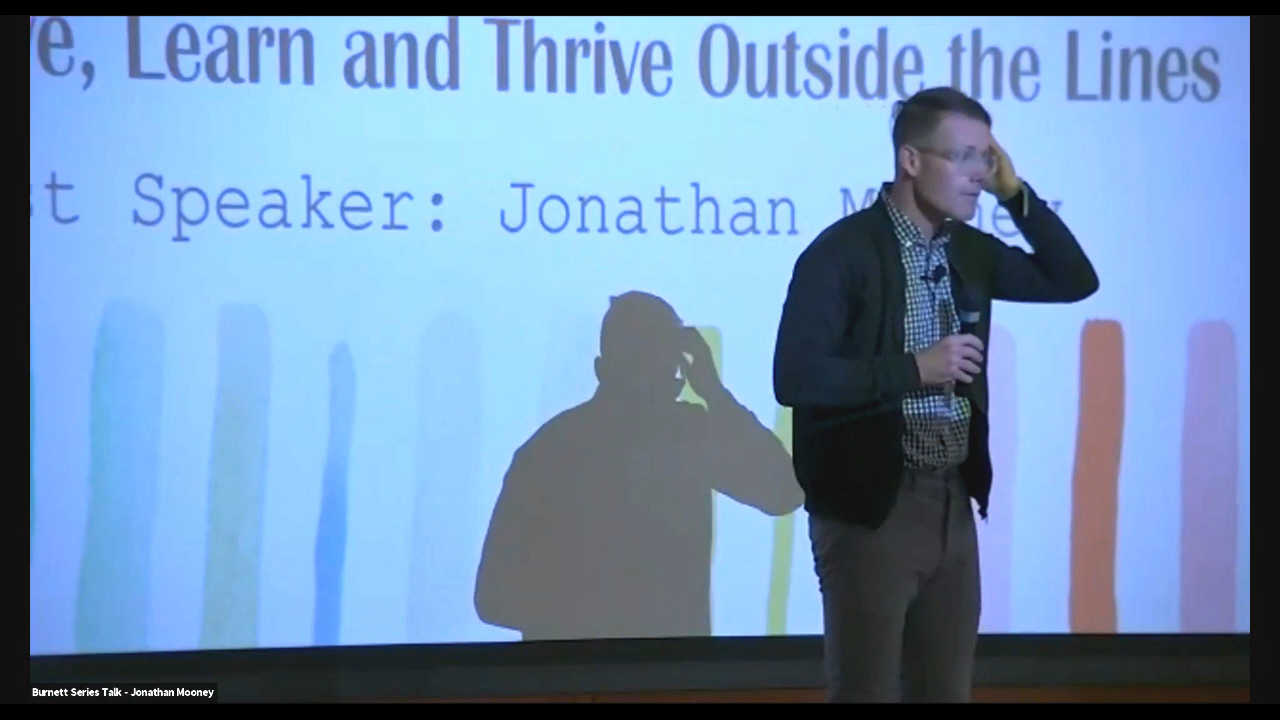 e, Learn and Thrive Outside the Lines
st Speaker: Jonathan
Burnett Series Talk - Jonathan Mooney